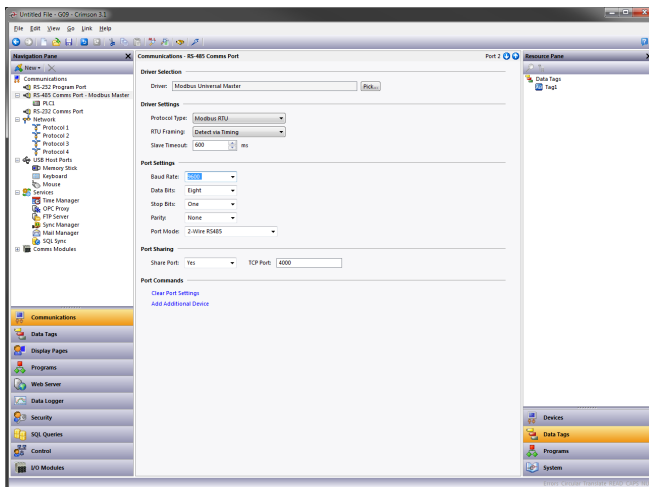 Untitled File - G09 - Crimson 3.1
File Edit View Go Link Help
Navigation Pane
New
Communications
RS-232 Program Port
RS-485 Comms Port - Modbus Master
PLC1
RS-232 Comms Port
Network
Protocol 1
Protocol 2
Protocol 3
Protocol 4
USB Host Ports
Memory Stick
Keyboard
Mouse
Services
Time Manager
OPC Proxy
FTP Server
Sync Manager
Mail Manager
SQL Sync
Comms Modules
Communications
Data Tags
Display Pages
Programs
Web Server
Data Logger
Security
SQL Queries
Control
I/O Modules
Communications - RS-485 Comms Port Port 2
Driver Selection
Driver: Modbus Universal Master Pick...
Driver Settings
Protocol Type: Modbus RTU
RTU Framing: Detect via Timing
Slave Timeout: 600 ms
Port Settings
Baud Rate: 9600
Data Bits: Eight
Stop Bits: One
Parity: None
Port Mode: 2-Wire RS485
Port Sharing
Share Port: Yes TCP Port: 4000
Port Commands
Clear Port Settings
Add Additional Device
Resource Pane
Data Tags
Tag1
Devices
Data Tags
Programs
System
Errors Circular Translate READ CAPS